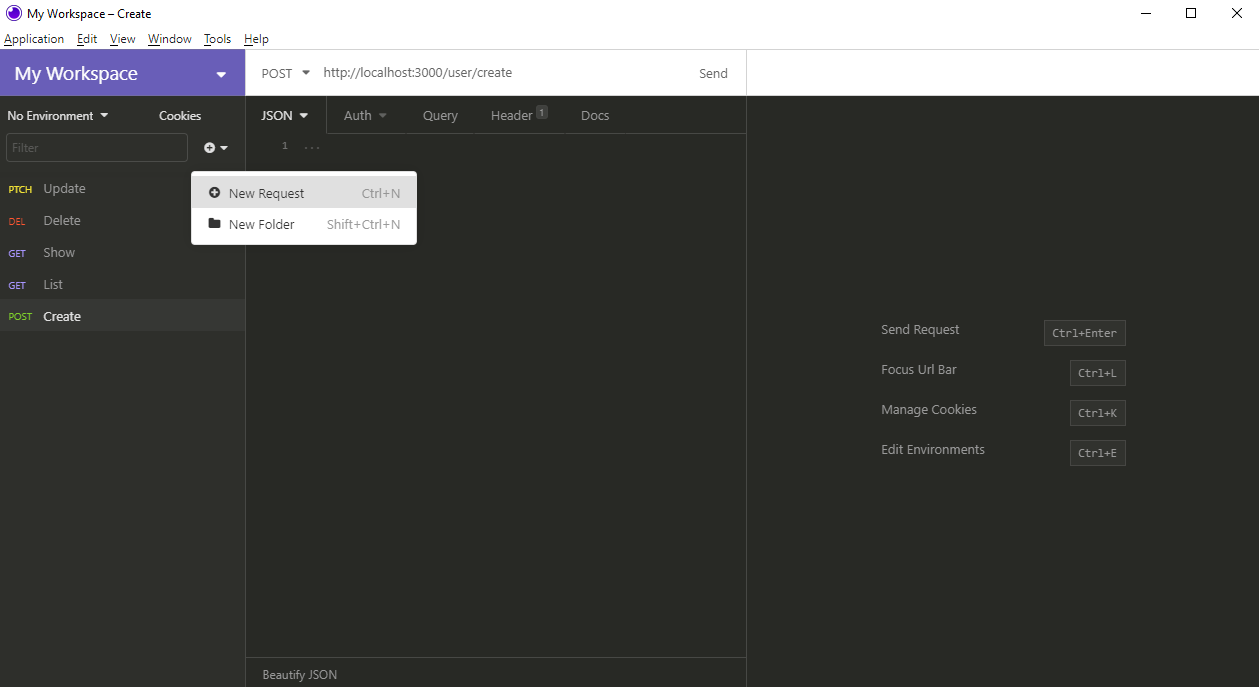 My Workspace – Create
Application Edit View Window Tools Help
My Workspace
POST http://localhost:3000/user/create Send
No Environment Cookies
JSON Auth Query Header 1 Docs
Filter
1 ...
New Request Ctrl+N
New Folder Shift+Ctrl+N
PTCH Update
DEL Delete
GET Show
GET List
POST Create
Send Request Ctrl+Enter
Focus Url Bar Ctrl+L
Manage Cookies Ctrl+K
Edit Environments Ctrl+E
Beautify JSON